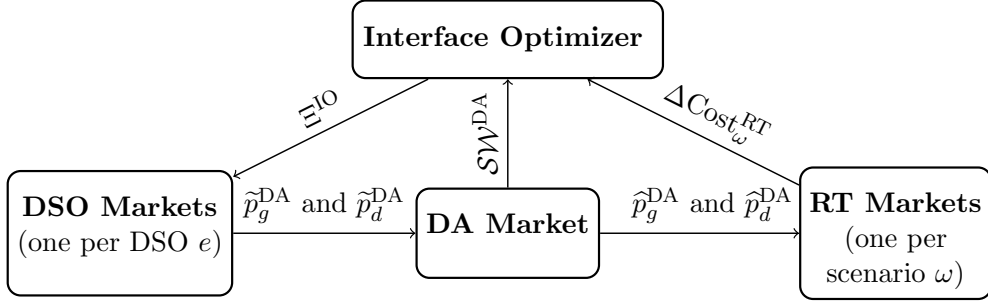 Interface Optimizer
Ξ^IO
𝒮𝒲^DA
ΔCost_ω^RT
DSO Markets
(one per DSO e)
p̃_g^DA and p̃_d^DA
DA Market
p̂_g^DA and p̂_d^DA
RT Markets
(one per
scenario ω)